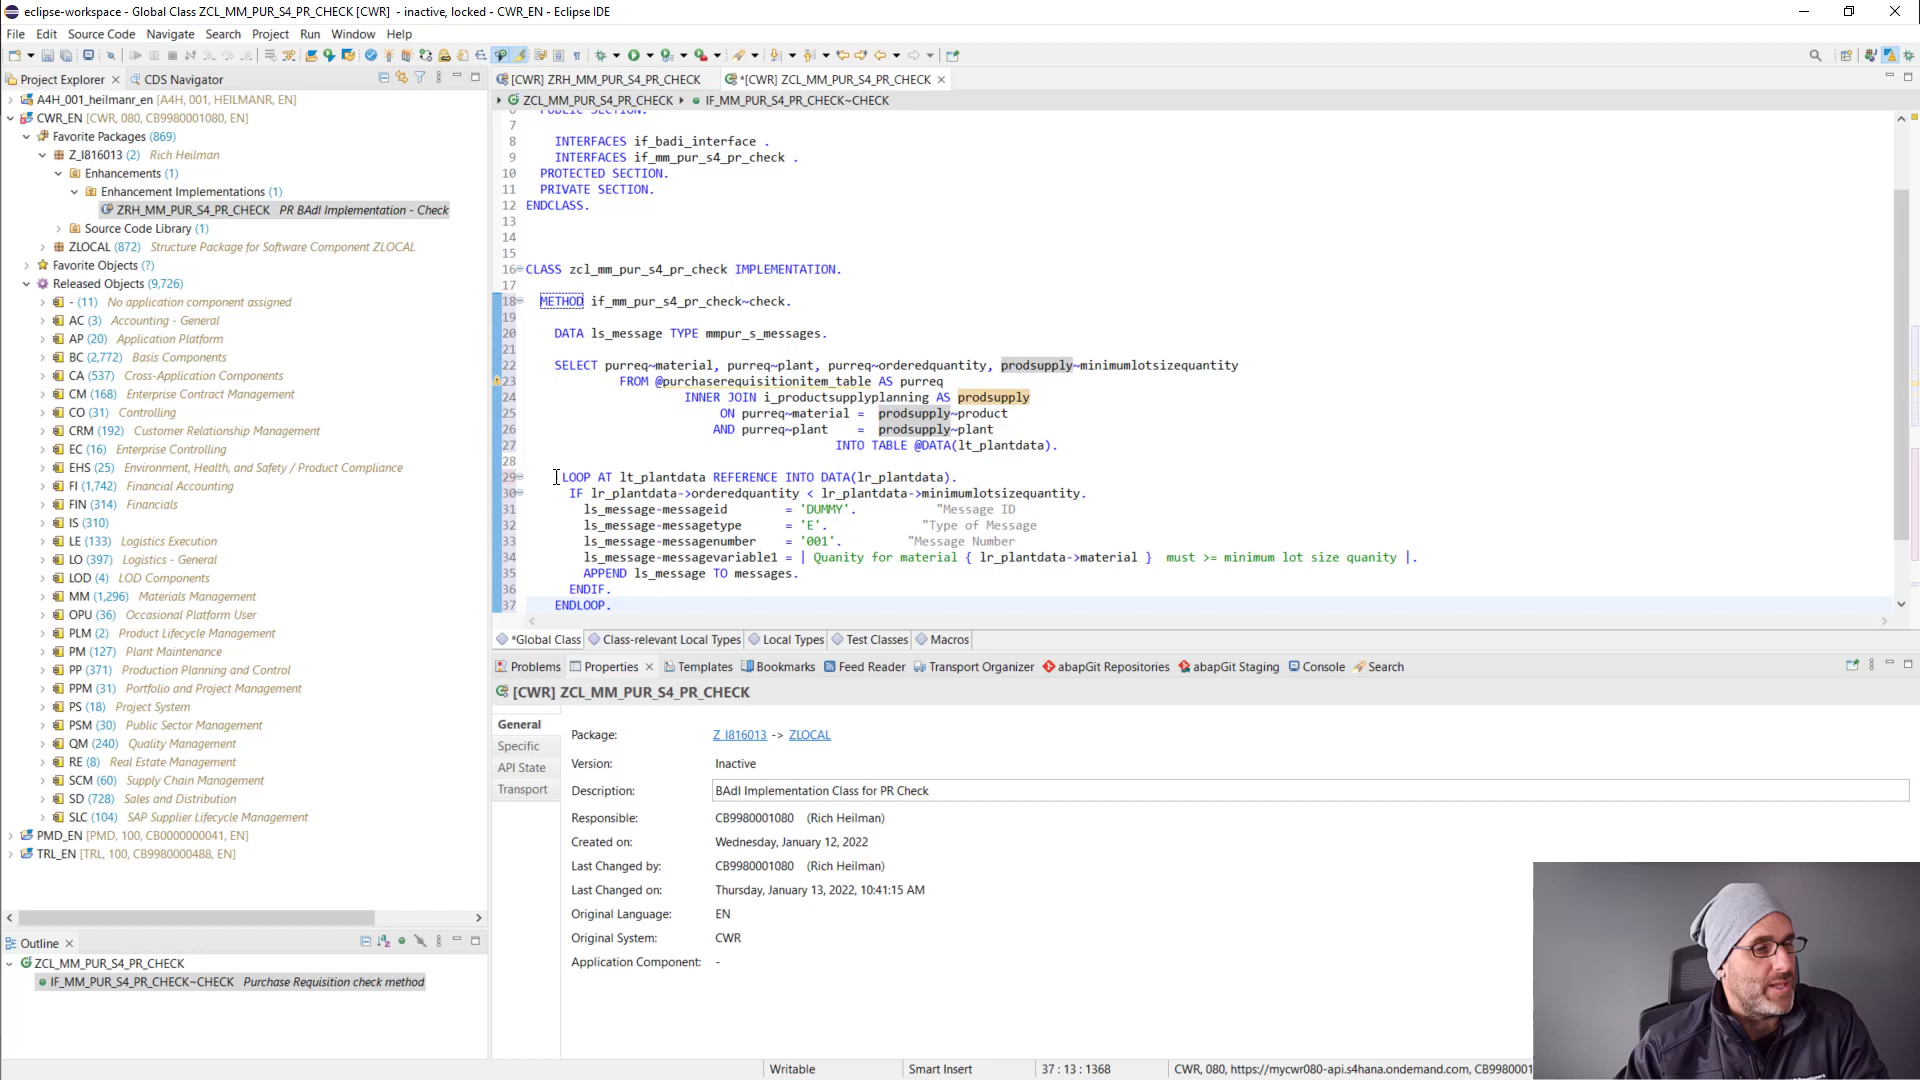 eclipse-workspace - Global Class ZCL_MM_PUR_S4_PR_CHECK [CWR] - inactive, locked - CWR_EN - Eclipse IDE
File Edit Source Code Navigate Search Project Run Window Help
Project Explorer CDS Navigator
A4H_001_heilmanr_en [A4H, 001, HEILMANR, EN]
CWR_EN [CWR, 080, CB9980001080, EN]
Favorite Packages (869)
Z_I816013 (2) Rich Heilman
Enhancements (1)
Enhancement Implementations (1)
ZRH_MM_PUR_S4_PR_CHECK PR BAdI Implementation - Check
Source Code Library (1)
ZLOCAL (872) Structure Package for Software Component ZLOCAL
Favorite Objects (?)
Released Objects (9,726)
- (11) No application component assigned
AC (3) Accounting - General
AP (20) Application Platform
BC (2,772) Basis Components
CA (537) Cross-Application Components
CM (168) Enterprise Contract Management
CO (31) Controlling
CRM (192) Customer Relationship Management
EC (16) Enterprise Controlling
EHS (25) Environment, Health, and Safety / Product Compliance
FI (1,742) Financial Accounting
FIN (314) Financials
IS (310)
LE (133) Logistics Execution
LO (397) Logistics - General
LOD (4) LOD Components
MM (1,296) Materials Management
OPU (36) Occasional Platform User
PLM (2) Product Lifecycle Management
PM (127) Plant Maintenance
PP (371) Production Planning and Control
PPM (31) Portfolio and Project Management
PS (18) Project System
PSM (30) Public Sector Management
QM (240) Quality Management
RE (8) Real Estate Management
SCM (60) Supply Chain Management
SD (728) Sales and Distribution
SLC (104) SAP Supplier Lifecycle Management
PMD_EN [PMD, 100, CB0000000041, EN]
TRL_EN [TRL, 100, CB9980000488, EN]
Outline
ZCL_MM_PUR_S4_PR_CHECK
IF_MM_PUR_S4_PR_CHECK~CHECK Purchase Requisition check method
[CWR] ZRH_MM_PUR_S4_PR_CHECK *[CWR] ZCL_MM_PUR_S4_PR_CHECK
ZCL_MM_PUR_S4_PR_CHECK IF_MM_PUR_S4_PR_CHECK~CHECK
6 PUBLIC SECTION.
7
8 INTERFACES if_badi_interface .
9 INTERFACES if_mm_pur_s4_pr_check .
10 PROTECTED SECTION.
11 PRIVATE SECTION.
12 ENDCLASS.
13
14
15
16 CLASS zcl_mm_pur_s4_pr_check IMPLEMENTATION.
17
18 METHOD if_mm_pur_s4_pr_check~check.
19
20 DATA ls_message TYPE mmpur_s_messages.
21
22 SELECT purreq~material, purreq~plant, purreq~orderedquantity, prodsupply~minimumlotsizequantity
23 FROM @purchaserequisitionitem_table AS purreq
24 INNER JOIN i_productsupplyplanning AS prodsupply
25 ON purreq~material = prodsupply~product
26 AND purreq~plant = prodsupply~plant
27 INTO TABLE @DATA(lt_plantdata).
28
29 LOOP AT lt_plantdata REFERENCE INTO DATA(lr_plantdata).
30 IF lr_plantdata->orderedquantity < lr_plantdata->minimumlotsizequantity.
31 ls_message-messageid = 'DUMMY'. "Message ID
32 ls_message-messagetype = 'E'. "Type of Message
33 ls_message-messagenumber = '001'. "Message Number
34 ls_message-messagevariable1 = | Quanity for material { lr_plantdata->material } must >= minimum lot size quanity |.
35 APPEND ls_message TO messages.
36 ENDIF.
37 ENDLOOP.
*Global Class Class-relevant Local Types Local Types Test Classes Macros
Problems Properties Templates Bookmarks Feed Reader Transport Organizer abapGit Repositories abapGit Staging Console Search
[CWR] ZCL_MM_PUR_S4_PR_CHECK
General
Specific
API State
Transport
Package: Z_I816013 -> ZLOCAL
Version: Inactive
Description: BAdI Implementation Class for PR Check
Responsible: CB9980001080 (Rich Heilman)
Created on: Wednesday, January 12, 2022
Last Changed by: CB9980001080 (Rich Heilman)
Last Changed on: Thursday, January 13, 2022, 10:41:15 AM
Original Language: EN
Original System: CWR
Application Component: -
Writable Smart Insert 37 : 13 : 1368 CWR, 080, https://mycwr080-api.s4hana.ondemand.com, CB9980001